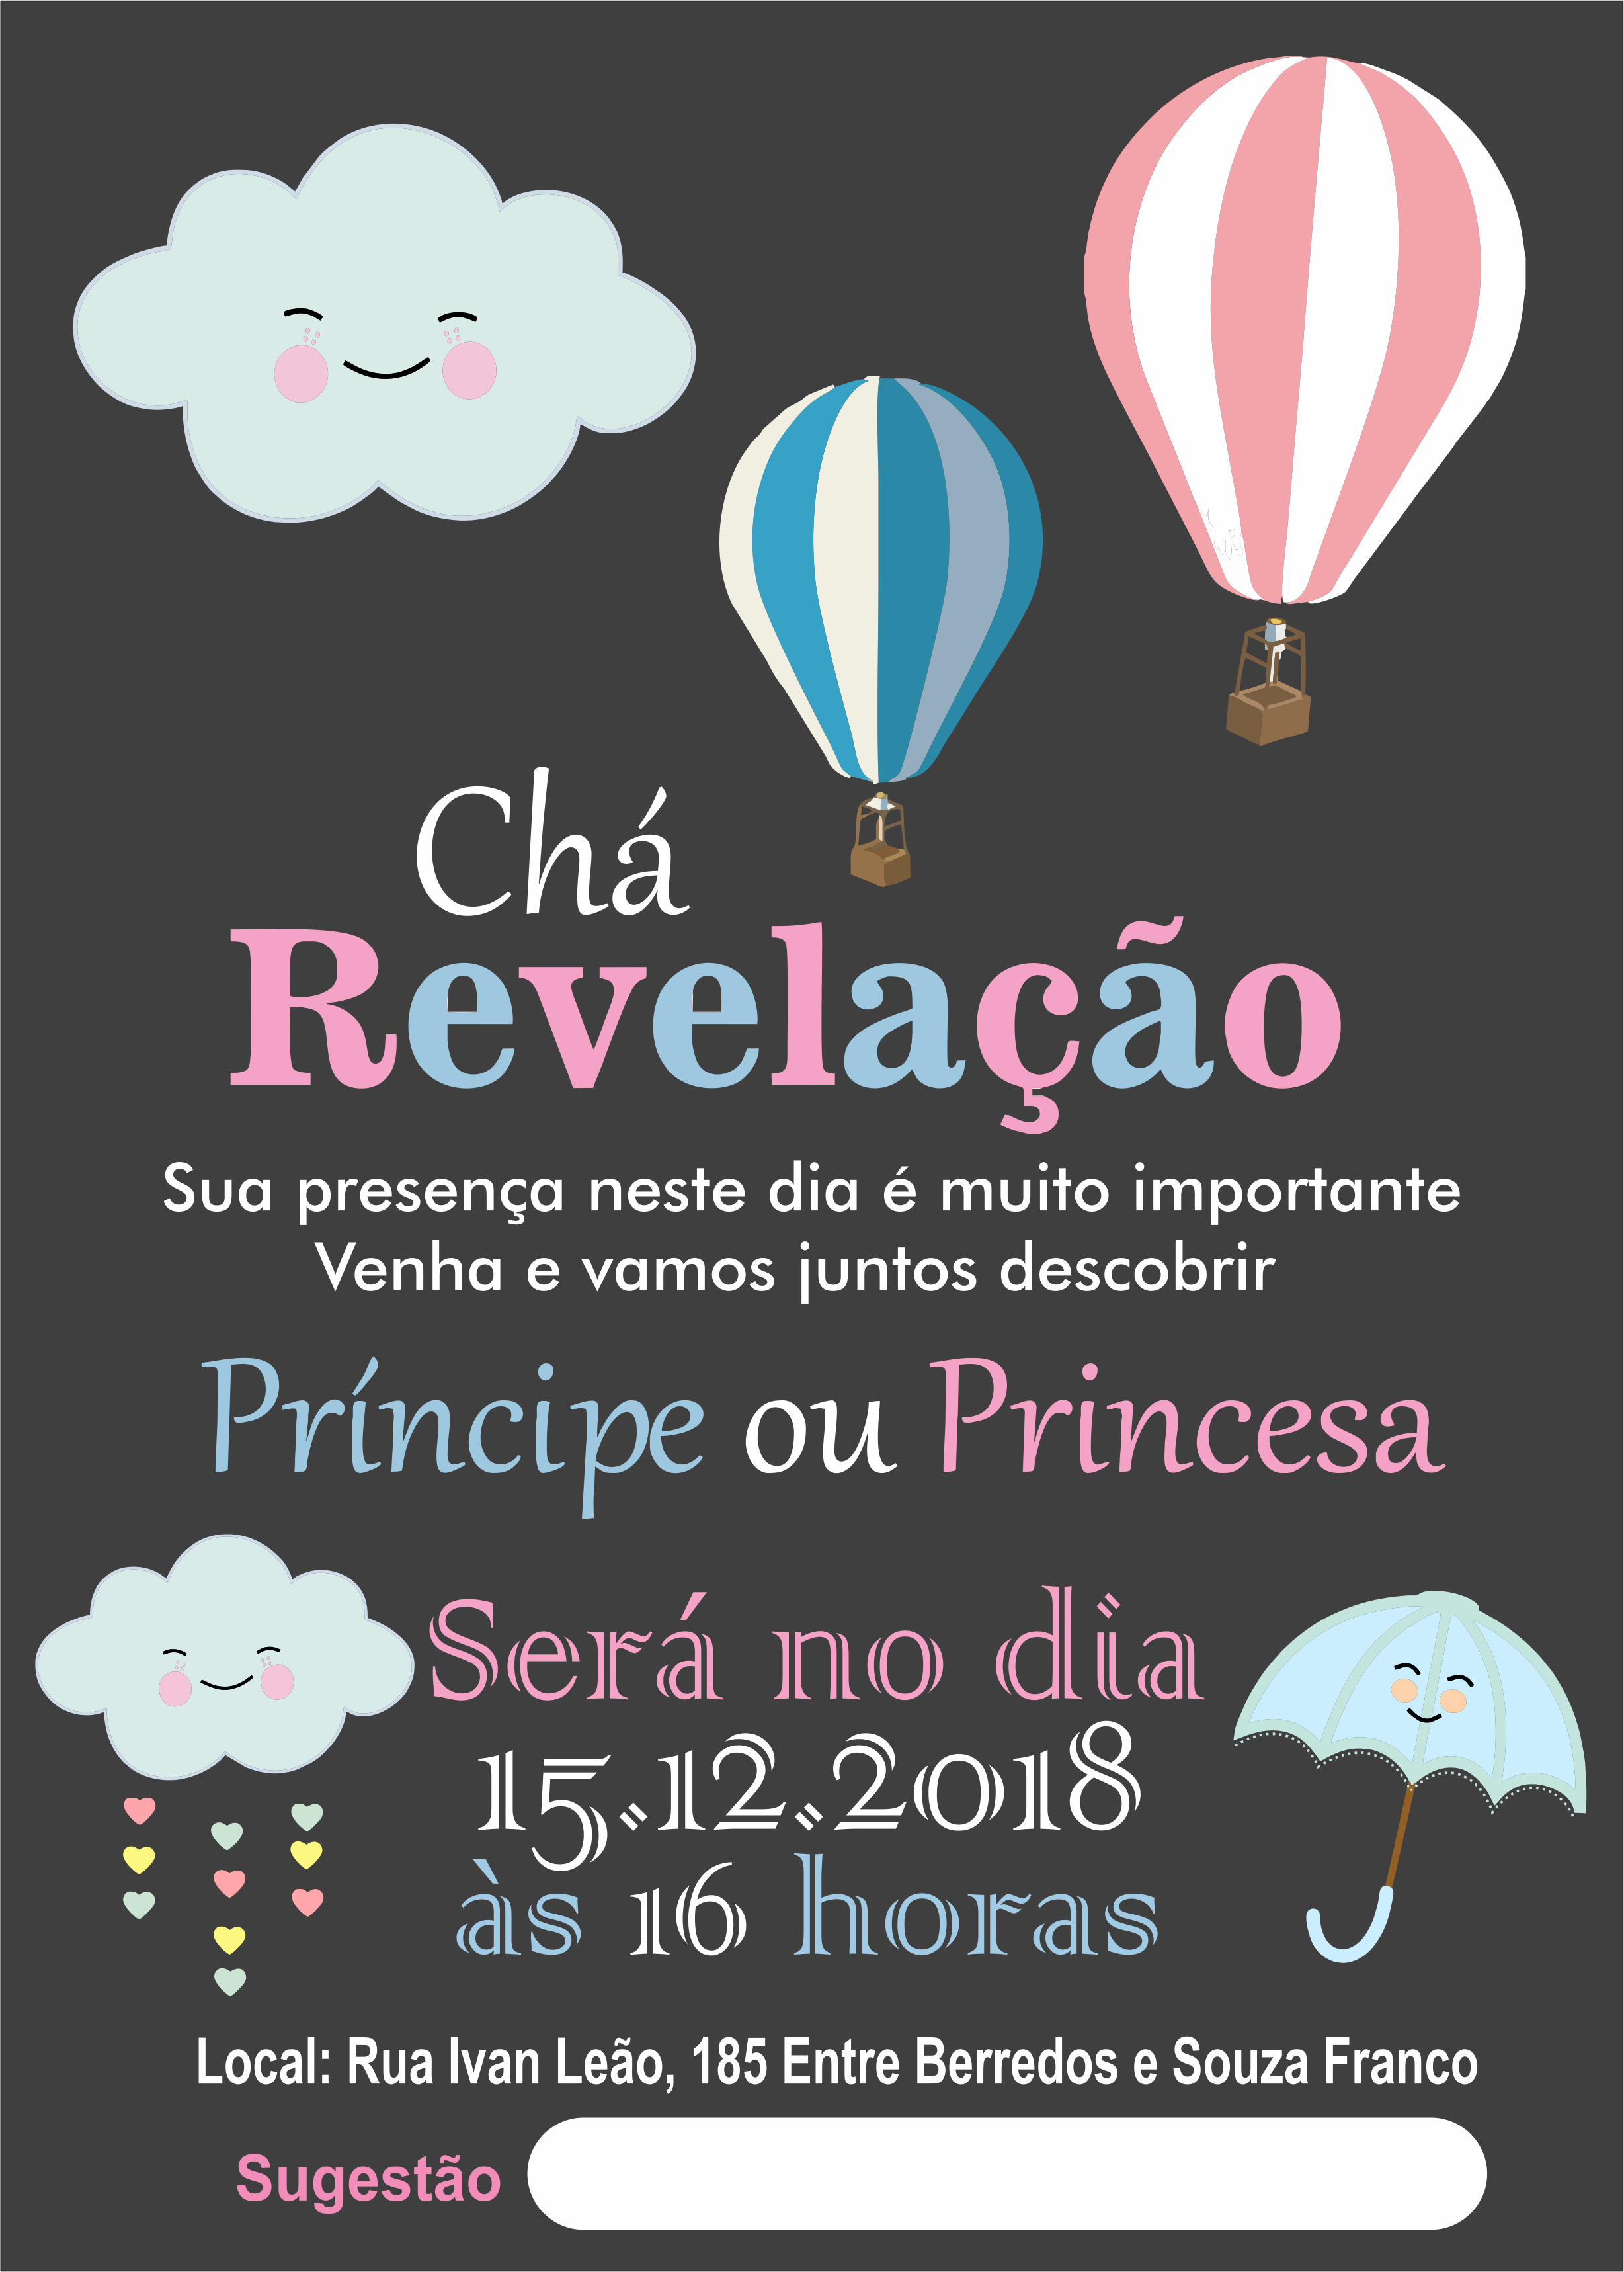 Chá
Revelação
Sua presença neste dia é muito importante
Venha e vamos juntos descobrir
Príncipe ou Princesa
Será no dia
15.12.2018
às 16 horas
Local: Rua Ivan Leão, 185 Entre Berredos e Souza Franco
Sugestão